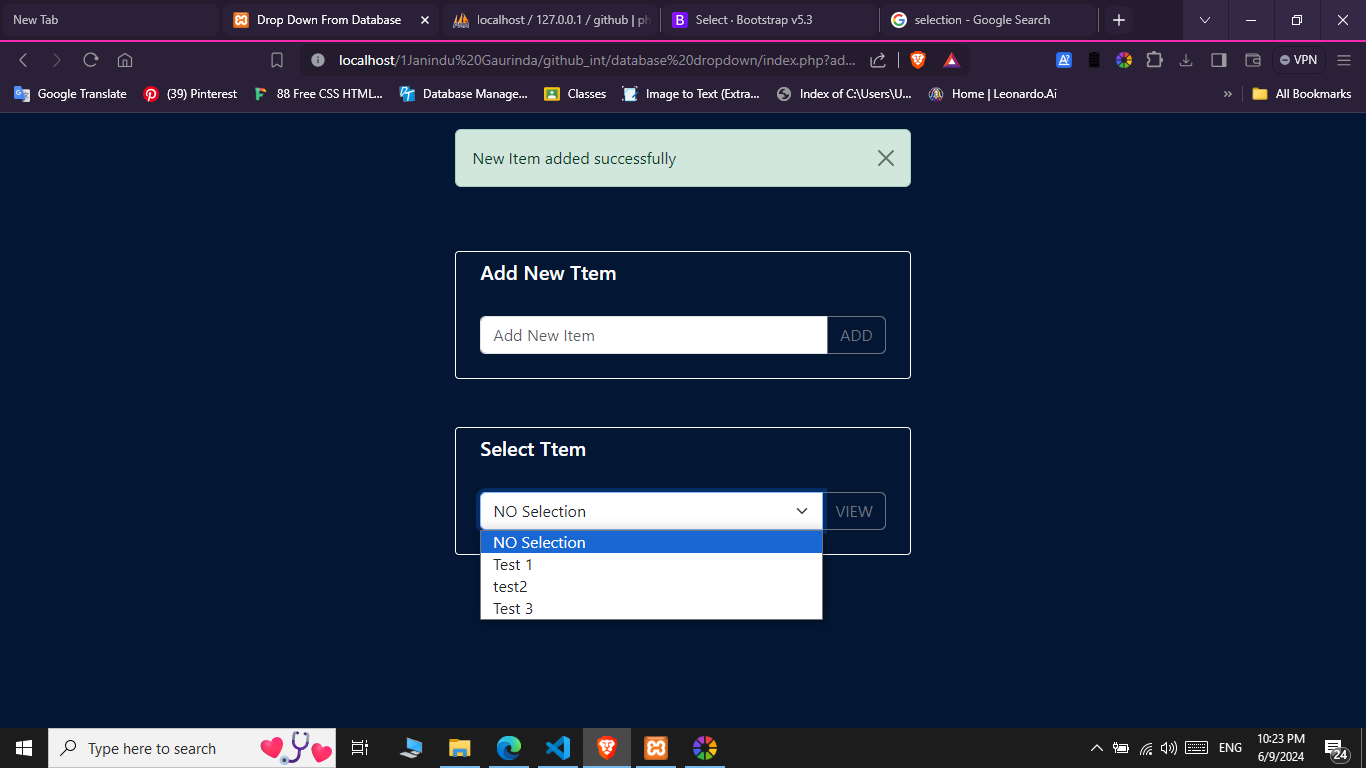 New Tab
Drop Down From Database
localhost / 127.0.0.1 / github | ph
Select · Bootstrap v5.3
selection - Google Search
localhost/1Janindu%20Gaurinda/github_int/database%20dropdown/index.php?ad...
VPN
Google Translate
(39) Pinterest
88 Free CSS HTML...
Database Manage...
Classes
Image to Text (Extra...
Index of C:\Users\U...
Home | Leonardo.Ai
»
All Bookmarks
New Item added successfully
Add New Ttem
Add New Item
ADD
Select Ttem
NO Selection
VIEW
NO Selection
Test 1
test2
Test 3
Type here to search
ENG
10:23 PM
6/9/2024
24